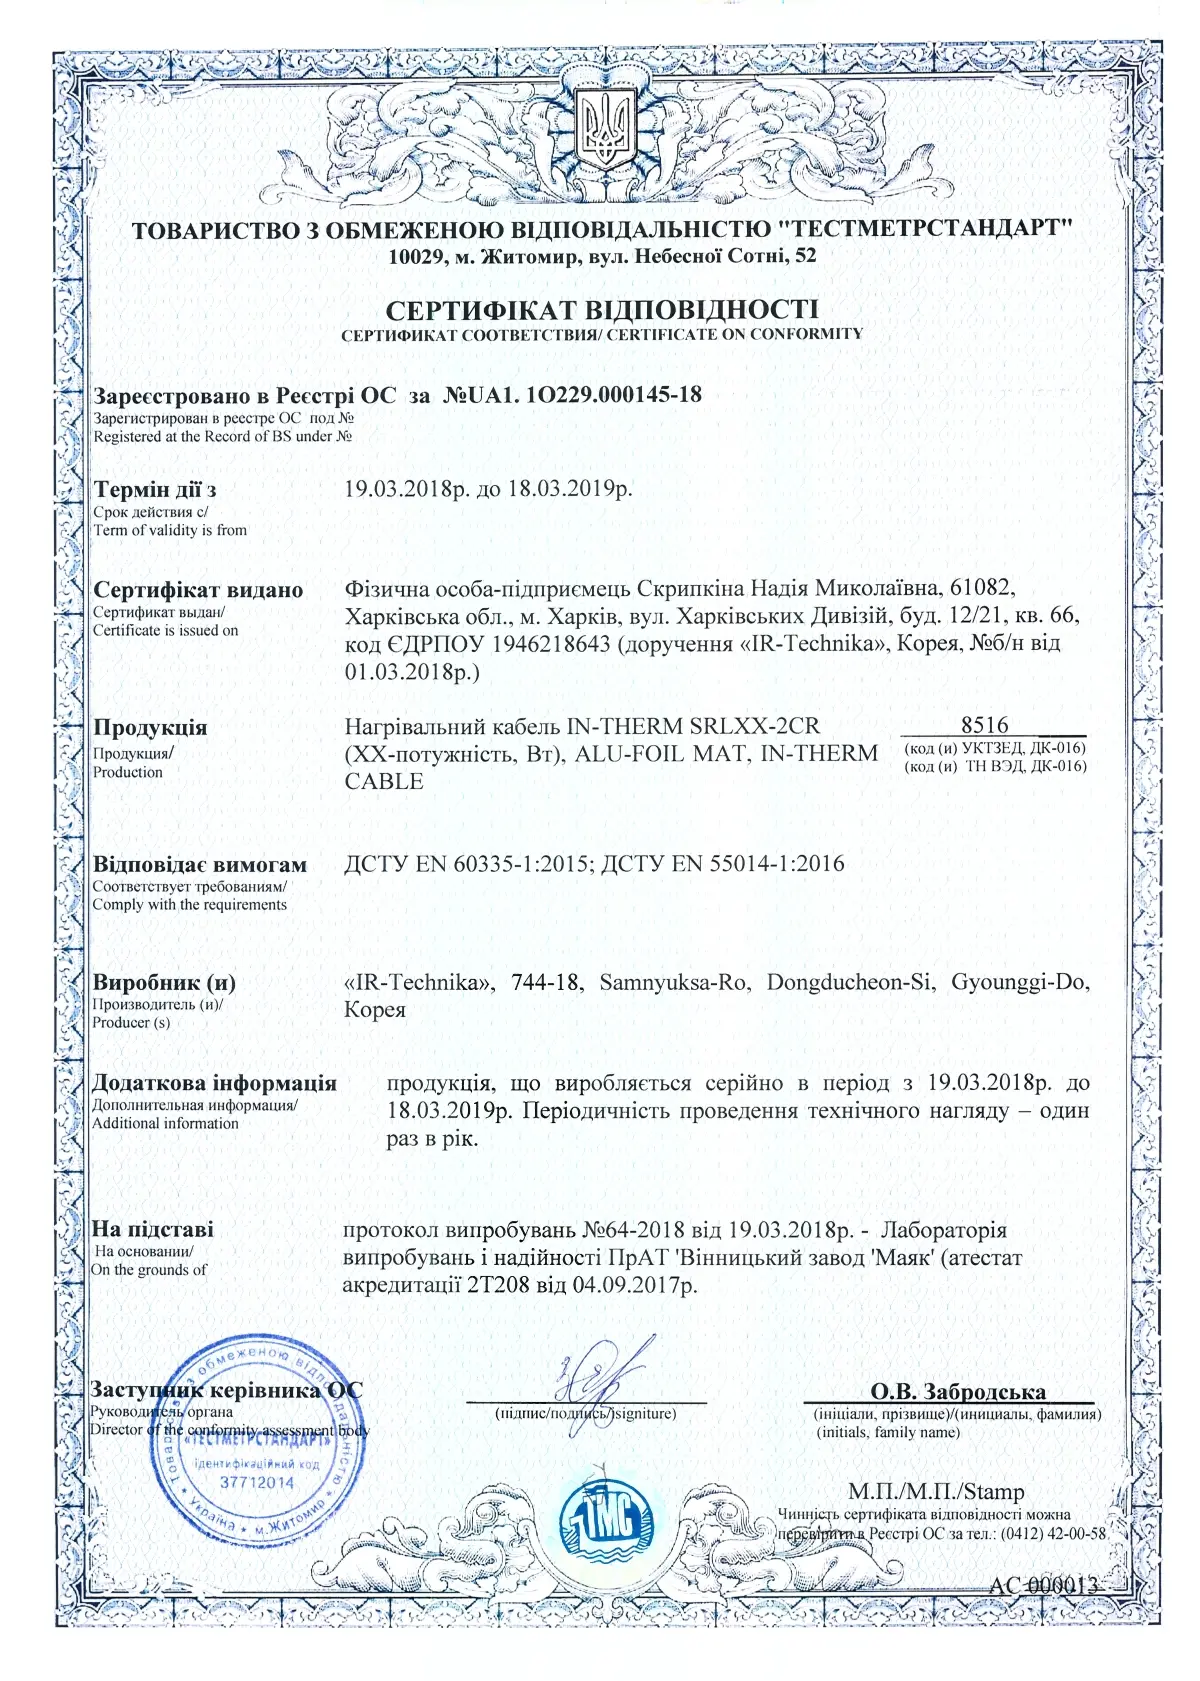 ТОВАРИСТВО З ОБМЕЖЕНОЮ ВІДПОВІДАЛЬНІСТЮ "ТЕСТМЕТРСТАНДАРТ"
10029, м. Житомир, вул. Небесної Сотні, 52
СЕРТИФІКАТ ВІДПОВІДНОСТІ
СЕРТИФИКАТ СООТВЕТСТВИЯ/ CERTIFICATE ON CONFORMITY
Зареєстровано в Реєстрі ОС за №UA1. 1O229.000145-18
Зарегистрирован в реестре ОС под №
Registered at the Record of BS under №
Термін дії з 19.03.2018р. до 18.03.2019р.
Срок действия с/
Term of validity is from
Сертифікат видано Фізична особа-підприємець Скрипкіна Надія Миколаївна, 61082,
Сертификат выдан/ Харківська обл., м. Харків, вул. Харківських Дивізій, буд. 12/21, кв. 66,
Certificate is issued on код ЄДРПОУ 1946218643 (доручення «IR-Technika», Корея, №б/н від
01.03.2018р.)
Продукція Нагрівальний кабель IN-THERM SRLXX-2CR 8516
Продукция/ (XX-потужність, Вт), ALU-FOIL MAT, IN-THERM (код (и) УКТЗЕД, ДК-016)
Production CABLE (код (и) ТН ВЭД, ДК-016)
Відповідає вимогам ДСТУ EN 60335-1:2015; ДСТУ EN 55014-1:2016
Соответствует требованиям/
Comply with the requirements
Виробник (и) «IR-Technika», 744-18, Samnyuksa-Ro, Dongducheon-Si, Gyounggi-Do,
Производитель (и)/ Корея
Producer (s)
Додаткова інформація продукція, що виробляється серійно в період з 19.03.2018р. до
Дополнительная информация/ 18.03.2019р. Періодичність проведення технічного нагляду – один
Additional information раз в рік.
На підставі протокол випробувань №64-2018 від 19.03.2018р. - Лабораторія
На основании/ випробувань і надійності ПрАТ 'Вінницький завод 'Маяк' (атестат
On the grounds of акредитації 2Т208 від 04.09.2017р.
Заступник керівника ОС О.В. Забродська
Руководитель органа (підпис/подпись/)signiture) (ініціали, прізвище)/(инициалы, фамилия)
Director of the conformity assessment body (initials, family name)
Товариство з обмеженою відповідальністю
«ТЕСТМЕТРСТАНДАРТ»
Ідентифікаційний код
37712014
* Україна * м.Житомир *
ТМС
М.П./М.П./Stamp
Чинність сертифіката відповідності можна
перевірити в Реєстрі ОС за тел.: (0412) 42-00-58
АС 000013